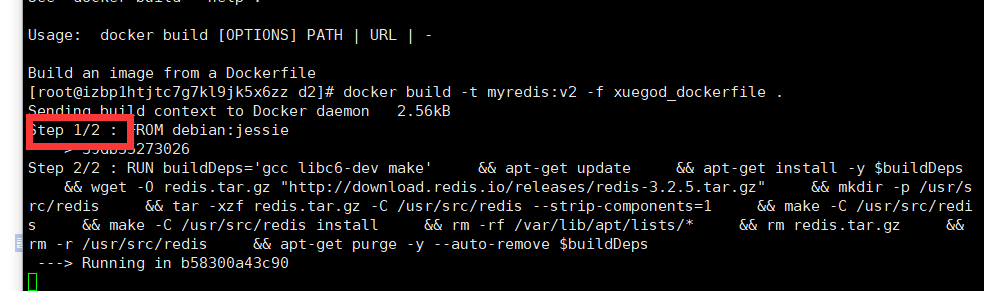 Usage:  docker build [OPTIONS] PATH | URL | -
Build an image from a Dockerfile
[root@izbp1htjtc7g7kl9jk5x6zz d2]# docker build -t myredis:v2 -f xuegod_dockerfile .
Sending build context to Docker daemon   2.56kB
Step 1/2 : FROM debian:jessie
Step 2/2 : RUN buildDeps='gcc libc6-dev make'     && apt-get update     && apt-get install -y $buildDeps
     && wget -O redis.tar.gz "http://download.redis.io/releases/redis-3.2.5.tar.gz"     && mkdir -p /usr/s
rc/redis     && tar -xzf redis.tar.gz -C /usr/src/redis --strip-components=1     && make -C /usr/src/redi
s     && make -C /usr/src/redis install     && rm -rf /var/lib/apt/lists/*     && rm redis.tar.gz     &&
rm -r /usr/src/redis     && apt-get purge -y --auto-remove $buildDeps
 ---> Running in b58300a43c90